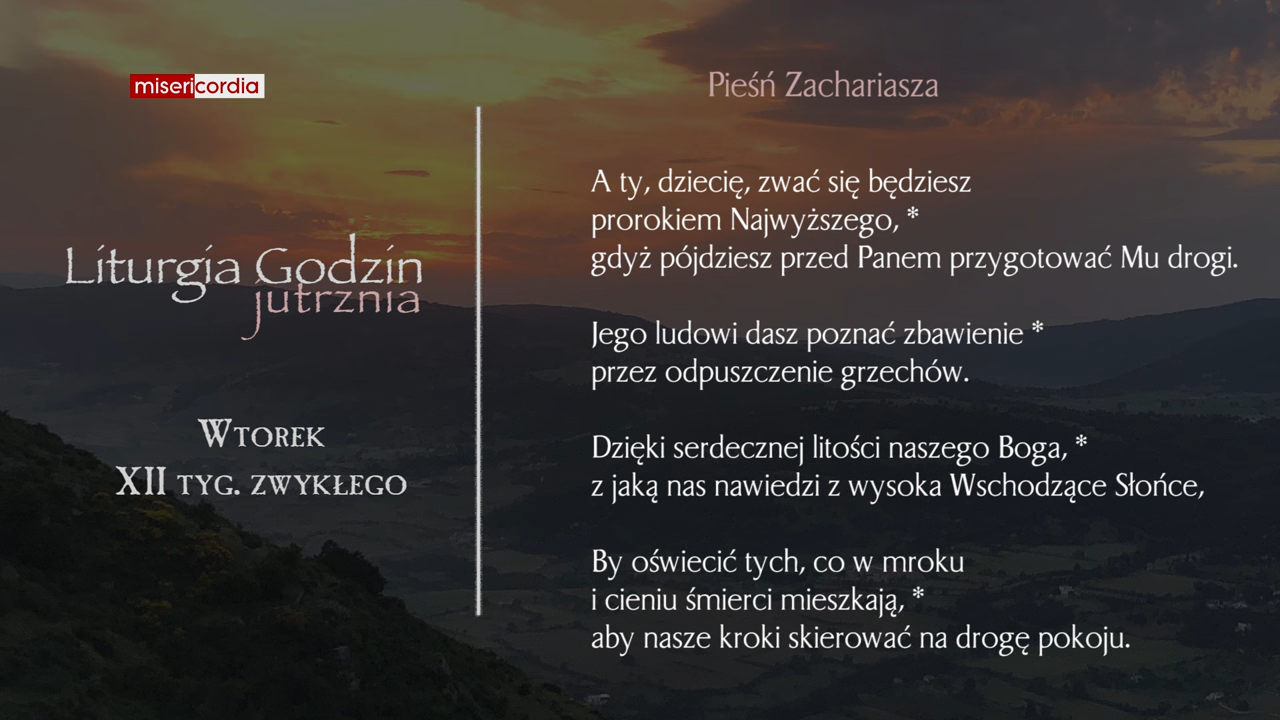 misericordia
Liturgia Godzin
jutrznia
Wtorek
XII tyg. zwykłego
Pieśń Zachariasza
A ty, dziecię, zwać się będziesz
prorokiem Najwyższego, *
gdyż pójdziesz przed Panem przygotować Mu drogi.
Jego ludowi dasz poznać zbawienie *
przez odpuszczenie grzechów.
Dzięki serdecznej litości naszego Boga, *
z jaką nas nawiedzi z wysoka Wschodzące Słońce,
By oświecić tych, co w mroku
i cieniu śmierci mieszkają, *
aby nasze kroki skierować na drogę pokoju.